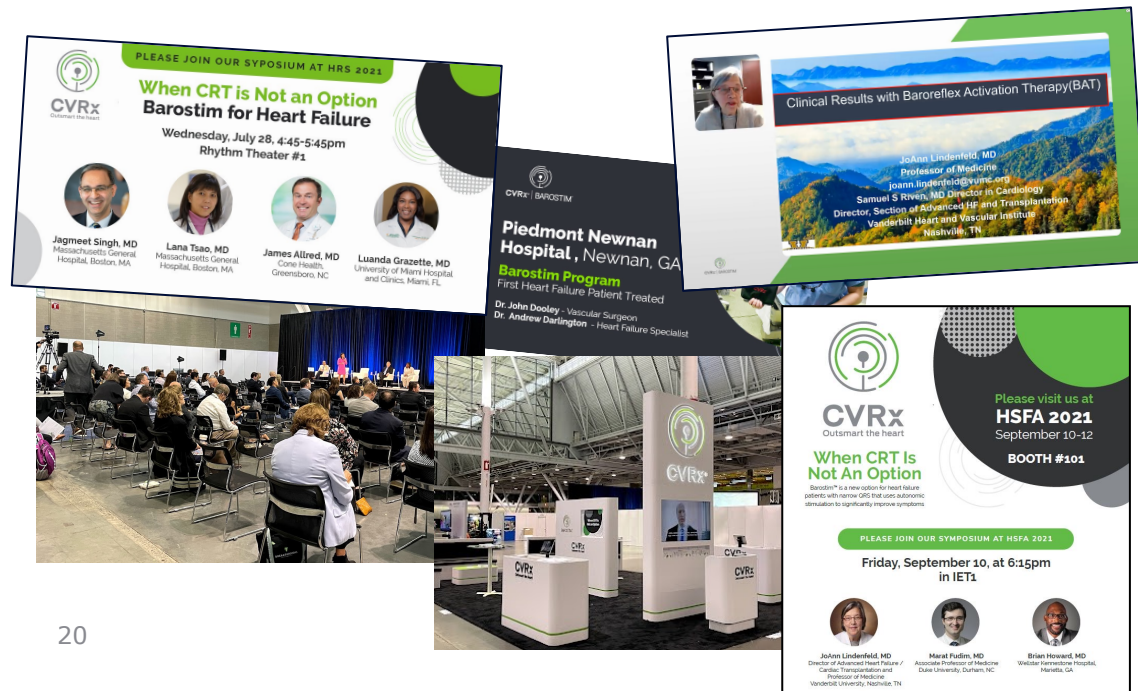 PLEASE JOIN OUR SYPOSIUM AT HRS 2021
CVRx
Outsmart the heart
When CRT is Not an Option
Barostim for Heart Failure
Wednesday, July 28, 4:45-5:45pm
Rhythm Theater #1
Jagmeet Singh, MD
Massachusetts General
Hospital, Boston, MA
Lana Tsao, MD
Massachusetts General
Hospital, Boston, MA
James Allred, MD
Cone Health,
Greensboro, NC
Luanda Grazette, MD
University of Miami Hospital
and Clinics, Miami, FL
CVRx | BAROSTIM
Piedmont Newnan
Hospital , Newnan, GA
Barostim Program
First Heart Failure Patient Treated
Dr. John Dooley - Vascular Surgeon
Dr. Andrew Darlington - Heart Failure Specialist
Clinical Results with Baroreflex Activation Therapy(BAT)
JoAnn Lindenfeld, MD
Professor of Medicine
joann.lindenfeld@vumc.org
Samuel S Riven, MD Director in Cardiology
Director, Section of Advanced HF and Transplantation
Vanderbilt Heart and Vascular Institute
Nashville, TN
CVRx | BAROSTIM
CVRx
CVRx
CVRx
CVRx
CVRx
Outsmart the heart
When CRT Is
Not An Option
Barostim™ is a new option for heart failure
patients with narrow QRS that uses autonomic
stimulation to significantly improve symptoms
Please visit us at
HSFA 2021
September 10-12
BOOTH #101
PLEASE JOIN OUR SYMPOSIUM AT HSFA 2021
Friday, September 10, at 6:15pm
in IET1
JoAnn Lindenfeld, MD
Director of Advanced Heart Failure /
Cardiac Transplantation and
Professor of Medicine
Vanderbilt University, Nashville, TN
Marat Fudim, MD
Associate Professor of Medicine
Duke University, Durham, NC
Brian Howard, MD
Wellstar Kennestone Hospital,
Marietta, GA
20